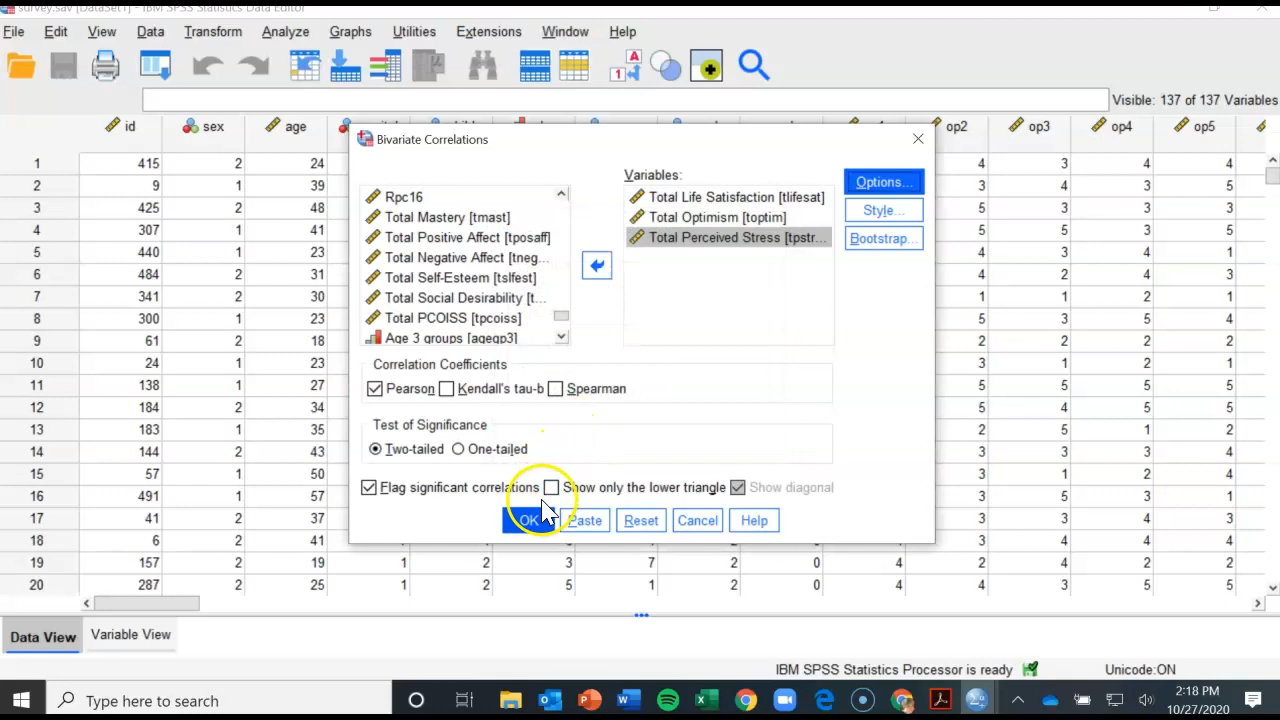 survey.sav [DataSet1] - IBM SPSS Statistics Data Editor
File Edit View Data Transform Analyze Graphs Utilities Extensions Window Help
Visible: 137 of 137 Variables
id sex age op2 op3 op4 op5
Bivariate Correlations
Variables:
Rpc16
Total Mastery [tmast]
Total Positive Affect [tposaff]
Total Negative Affect [tneg...
Total Self-Esteem [tslfest]
Total Social Desirability [t...
Total PCOISS [tpcoiss]
Age 3 groups [agegp3]
Total Life Satisfaction [tlifesat]
Total Optimism [toptim]
Total Perceived Stress [tpstr...
Options...
Style...
Bootstrap...
Correlation Coefficients
Pearson Kendall's tau-b Spearman
Test of Significance
Two-tailed One-tailed
Flag significant correlations Show only the lower triangle Show diagonal
OK Paste Reset Cancel Help
1 415 2 24 4 3 4 4
2 9 1 39 3 4 3 3
3 425 2 48 5 3 3 5
4 307 1 41 5 3 3 5
5 440 1 23 4 3 4 1
6 484 2 31 4 2 4 3
7 341 2 30 1 1 2 1
8 300 1 23 5 3 4 4
9 61 2 18 2 2 2 2
10 24 1 23 3 1 2 1
11 138 1 27 5 5 5 5
12 184 2 34 5 4 5 5
13 183 1 35 2 5 1 2
14 144 2 43 4 3 4 4
15 57 1 50 3 1 2 4
16 491 1 57 5 3 5 1
17 41 2 37 5 3 5 4
18 6 2 41 3 3 4 4
19 157 2 19 1 2 3 7 2 0 4 2 4 2 2
20 287 2 25 1 2 5 1 2 0 4 4 3 4 5
Data View Variable View
IBM SPSS Statistics Processor is ready Unicode:ON
Type here to search
2:18 PM
10/27/2020